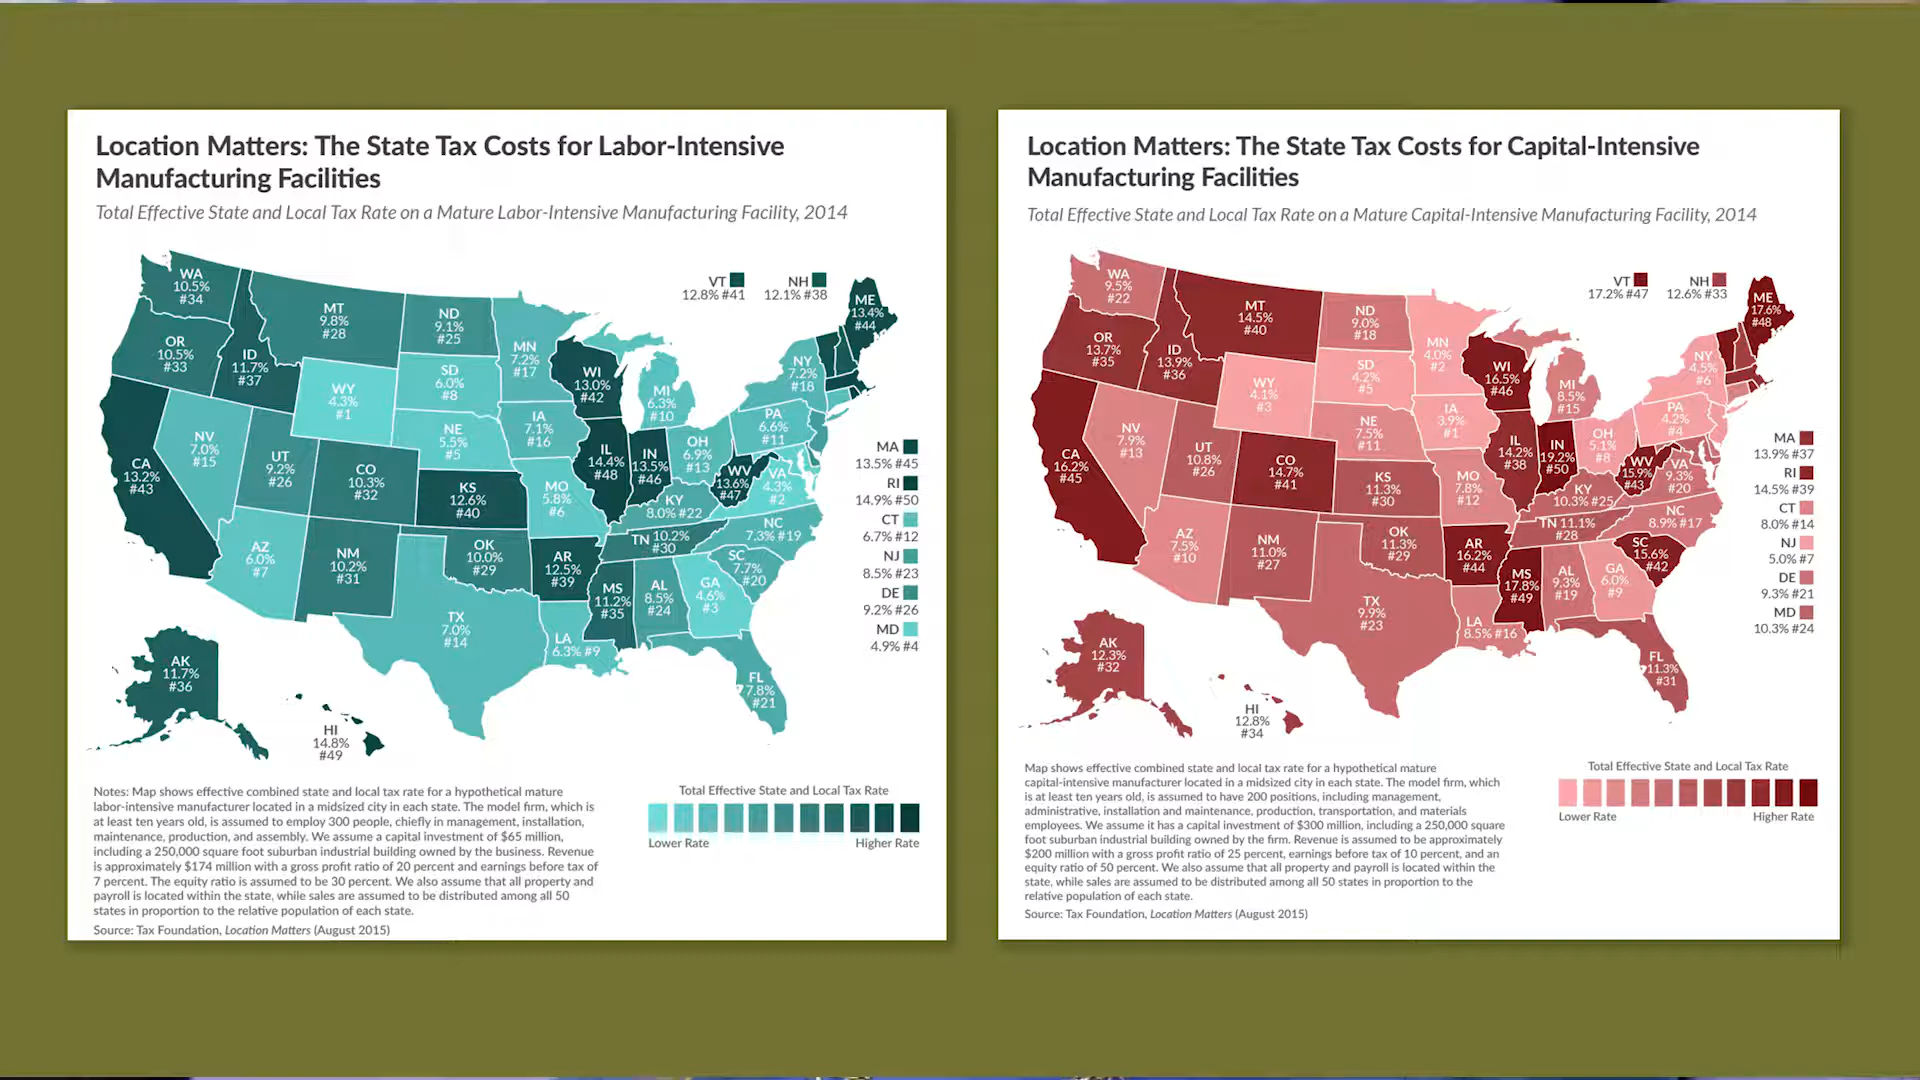 Location Matters: The State Tax Costs for Labor-Intensive
Manufacturing Facilities
Total Effective State and Local Tax Rate on a Mature Labor-Intensive Manufacturing Facility, 2014
WA
10.5%
#34
MT
9.8%
#28
ND
9.1%
#25
MN
7.2%
#17
VT
12.8% #41
NH
12.1% #38
ME
13.4%
#44
OR
10.5%
#33
ID
11.7%
#37
WY
4.3%
#1
SD
6.0%
#8
WI
13.0%
#42
MI
6.3%
#10
NY
7.2%
#18
NE
5.5%
#5
IA
7.1%
#16
PA
6.6%
#11
CA
13.2%
#43
NV
7.0%
#15
UT
9.2%
#26
CO
10.3%
#32
KS
12.6%
#40
MO
5.8%
#6
IL
14.4%
#48
IN
13.5%
#46
OH
6.9%
#13
WV
13.6%
#47
VA
4.3%
#2
KY
8.0% #22
MA
13.5% #45
RI
14.9% #50
CT
6.7% #12
NJ
8.5% #23
DE
9.2% #26
MD
4.9% #4
AZ
6.0%
#7
NM
10.2%
#31
OK
10.0%
#29
AR
12.5%
#39
TN 10.2%
#30
NC
7.3% #19
SC
7.7%
#20
MS
11.2%
#35
AL
8.5%
#24
GA
4.6%
#3
TX
7.0%
#14
LA
6.3% #9
FL
7.8%
#21
AK
11.7%
#36
HI
14.8%
#49
Notes: Map shows effective combined state and local tax rate for a hypothetical mature
labor-intensive manufacturer located in a midsized city in each state. The model firm, which is
at least ten years old, is assumed to employ 300 people, chiefly in management, installation,
maintenance, production, and assembly. We assume a capital investment of $65 million,
including a 250,000 square foot suburban industrial building owned by the business. Revenue
is approximately $174 million with a gross profit ratio of 20 percent and earnings before tax of
7 percent. The equity ratio is assumed to be 30 percent. We also assume that all property and
payroll is located within the state, while sales are assumed to be distributed among all 50
states in proportion to the relative population of each state.
Source: Tax Foundation, Location Matters (August 2015)
Total Effective State and Local Tax Rate
Lower Rate
Higher Rate
Location Matters: The State Tax Costs for Capital-Intensive
Manufacturing Facilities
Total Effective State and Local Tax Rate on a Mature Capital-Intensive Manufacturing Facility, 2014
WA
9.5%
#22
MT
14.5%
#40
ND
9.0%
#18
MN
4.0%
#2
VT
17.2% #47
NH
12.6% #33
ME
17.6%
#48
OR
13.7%
#35
ID
13.9%
#36
WY
4.1%
#3
SD
4.2%
#5
WI
16.5%
#46
MI
8.5%
#15
NY
4.5%
#6
NE
7.5%
#11
IA
3.9%
#1
PA
4.2%
#4
CA
16.2%
#45
NV
7.9%
#13
UT
10.8%
#26
CO
14.7%
#41
KS
11.3%
#30
MO
7.8%
#12
IL
14.2%
#38
IN
19.2%
#50
OH
5.1%
#8
WV
15.9%
#43
VA
9.3%
#20
KY
10.3% #25
MA
13.9% #37
RI
14.5% #39
CT
8.0% #14
NJ
5.0% #7
DE
9.3% #21
MD
10.3% #24
AZ
7.5%
#10
NM
11.0%
#27
OK
11.3%
#29
AR
16.2%
#44
TN 11.1%
#28
NC
8.9% #17
SC
15.6%
#42
MS
17.8%
#49
AL
9.3%
#19
GA
6.0%
#9
TX
9.9%
#23
LA
8.5% #16
FL
11.3%
#31
AK
12.3%
#32
HI
12.8%
#34
Map shows effective combined state and local tax rate for a hypothetical mature
capital-intensive manufacturer located in a midsized city in each state. The model firm, which
is at least ten years old, is assumed to have 200 positions, including management,
administrative, installation and maintenance, production, transportation, and materials
employees. We assume it has a capital investment of $300 million, including a 250,000 square
foot suburban industrial building owned by the firm. Revenue is assumed to be approximately
$200 million with a gross profit ratio of 25 percent, earnings before tax of 10 percent, and an
equity ratio of 50 percent. We also assume that all property and payroll is located within the
state, while sales are assumed to be distributed among all 50 states in proportion to the
relative population of each state.
Source: Tax Foundation, Location Matters (August 2015)
Total Effective State and Local Tax Rate
Lower Rate
Higher Rate